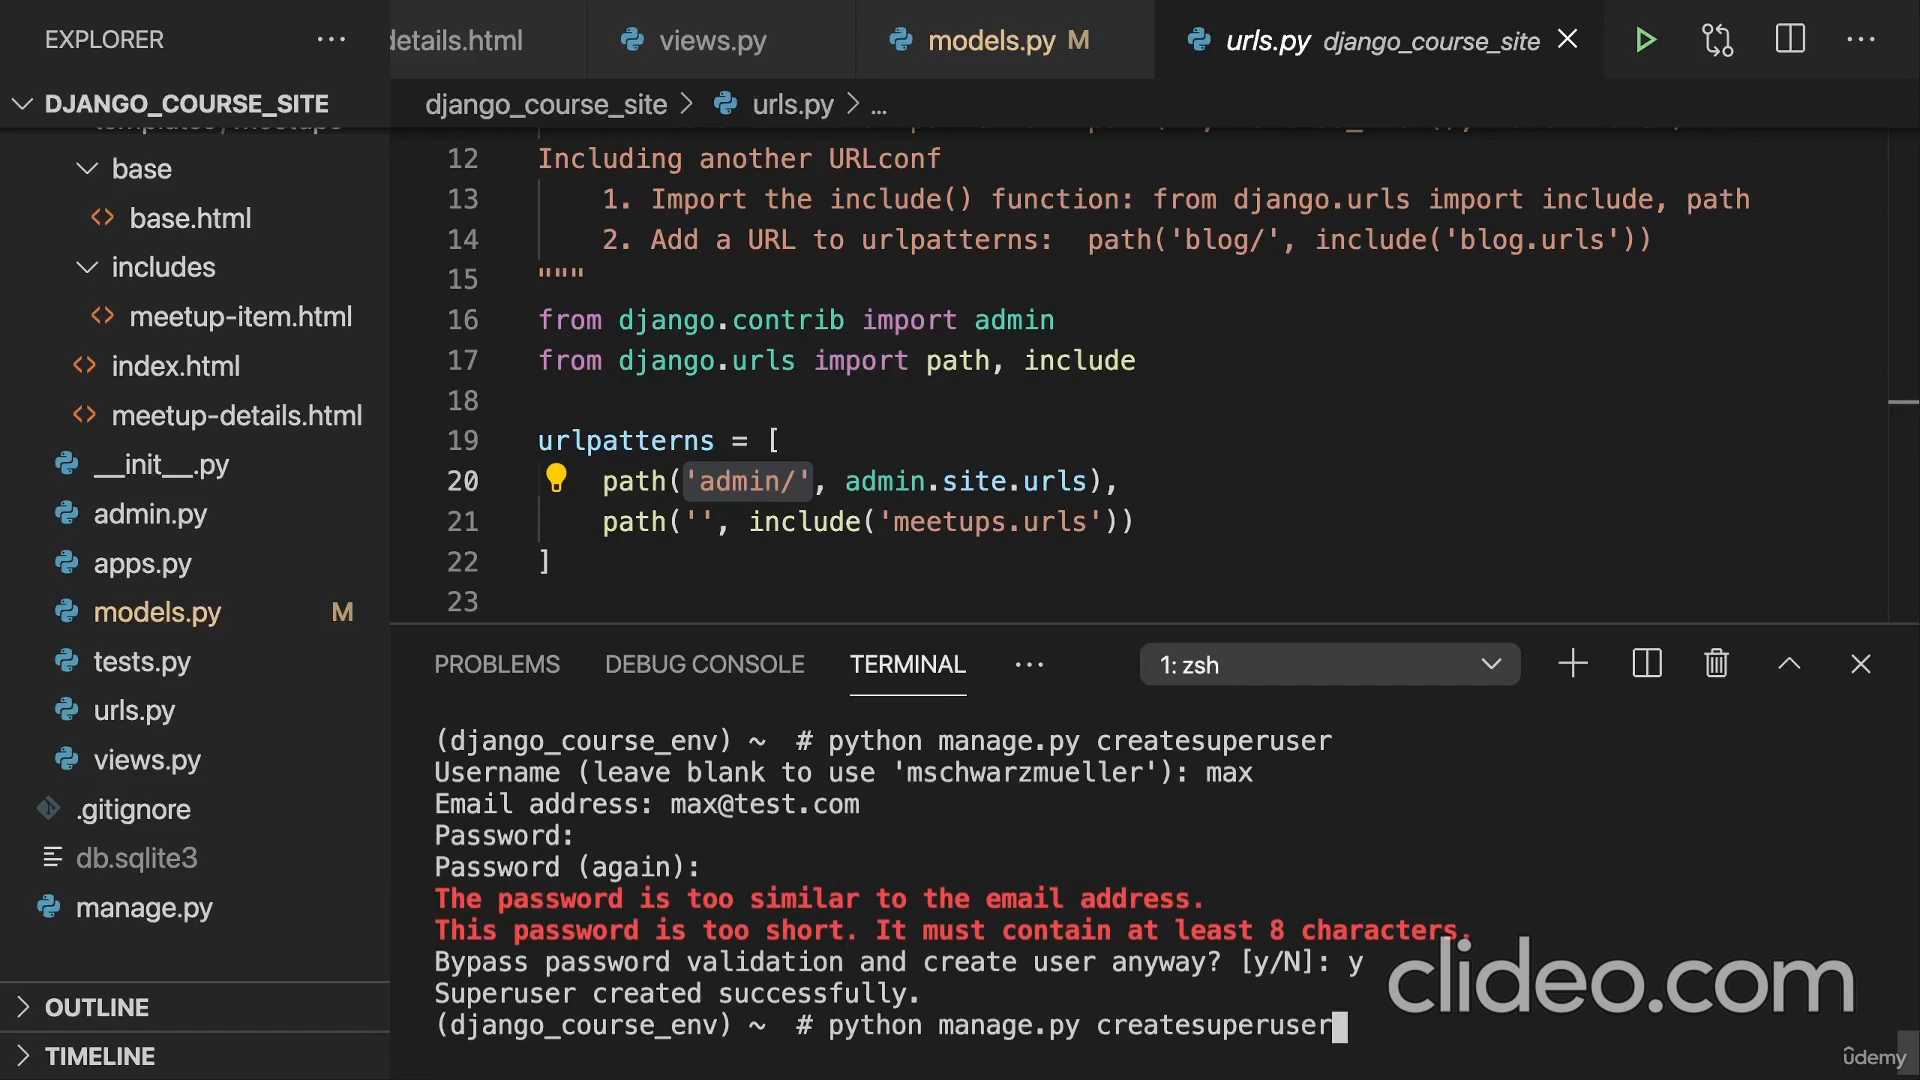 EXPLORER
details.html
views.py
models.py M
urls.py django_course_site
DJANGO_COURSE_SITE
django_course_site > urls.py > ...
templates/meetups
base
base.html
includes
meetup-item.html
index.html
meetup-details.html
__init__.py
admin.py
apps.py
models.py M
tests.py
urls.py
views.py
.gitignore
db.sqlite3
manage.py
OUTLINE
TIMELINE
12 Including another URLconf
13     1. Import the include() function: from django.urls import include, path
14     2. Add a URL to urlpatterns:  path('blog/', include('blog.urls'))
15 """
16 from django.contrib import admin
17 from django.urls import path, include
18
19 urlpatterns = [
20     path('admin/', admin.site.urls),
21     path('', include('meetups.urls'))
22 ]
23
PROBLEMS DEBUG CONSOLE TERMINAL ... 1: zsh
(django_course_env) ~  # python manage.py createsuperuser
Username (leave blank to use 'mschwarzmueller'): max
Email address: max@test.com
Password:
Password (again):
The password is too similar to the email address.
This password is too short. It must contain at least 8 characters.
Bypass password validation and create user anyway? [y/N]: y
Superuser created successfully.
(django_course_env) ~  # python manage.py createsuperuser
clideo.com
ûdemy